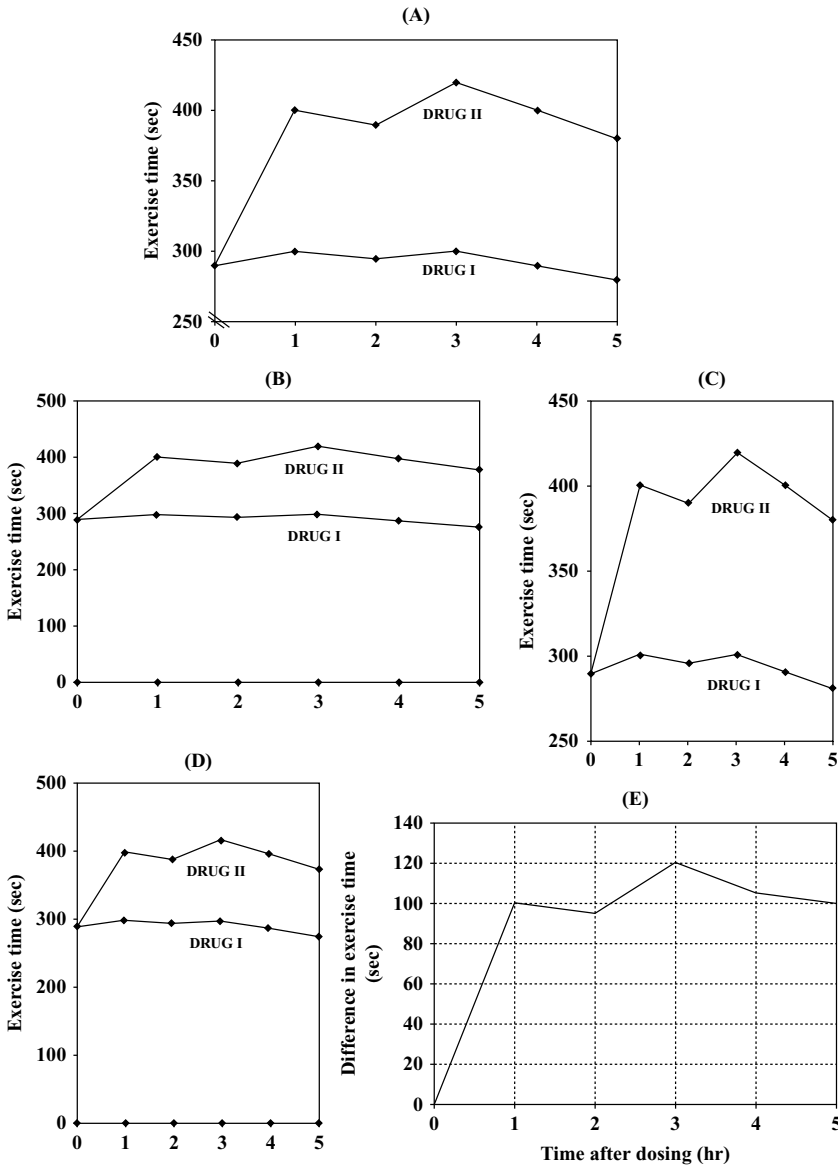 (A)
Exercise time (sec)
450
400
350
300
250
DRUG II
DRUG I
0 1 2 3 4 5
(B)
Exercise time (sec)
500
400
300
200
100
0
DRUG II
DRUG I
0 1 2 3 4 5
(C)
Exercise time (sec)
450
400
350
300
250
DRUG II
DRUG I
0 1 2 3 4 5
(D)
Exercise time (sec)
500
400
300
200
100
0
DRUG II
DRUG I
0 1 2 3 4 5
(E)
Difference in exercise time
(sec)
140
120
100
80
60
40
20
0
0 1 2 3 4 5
Time after dosing (hr)